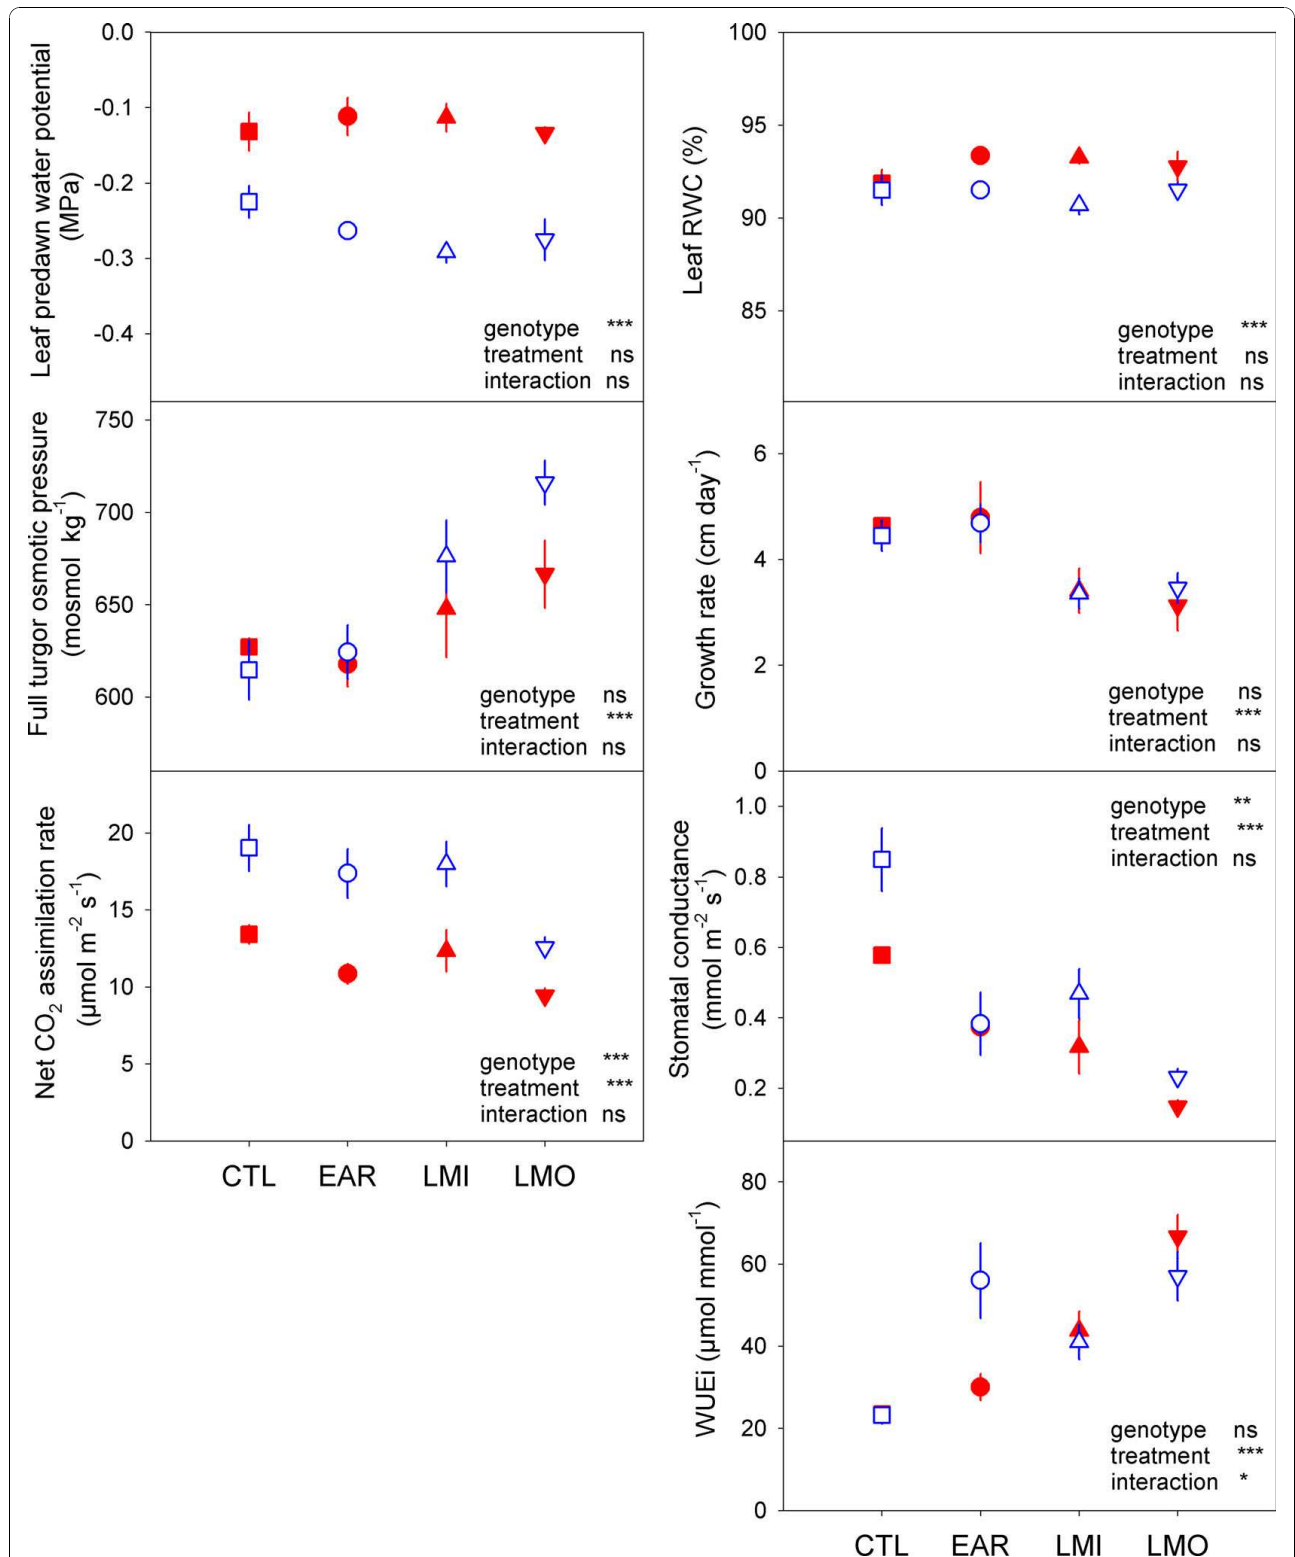 Leaf predawn water potential
(MPa)
0.0
-0.1
-0.2
-0.3
-0.4
genotype ***
treatment ns
interaction ns
Leaf RWC (%)
100
95
90
85
genotype ***
treatment ns
interaction ns
Full turgor osmotic pressure
(mosmol kg-1)
750
700
650
600
genotype ns
treatment ***
interaction ns
Growth rate (cm day-1)
6
4
2
0
genotype ns
treatment ***
interaction ns
Net CO2 assimilation rate
(µmol m-2 s-1)
20
15
10
5
0
genotype ***
treatment ***
interaction ns
CTL EAR LMI LMO
Stomatal conductance
(mmol m-2 s-1)
1.0
0.8
0.6
0.4
0.2
genotype **
treatment ***
interaction ns
WUEi (µmol mmol-1)
80
60
40
20
0
genotype ns
treatment ***
interaction *
CTL EAR LMI LMO